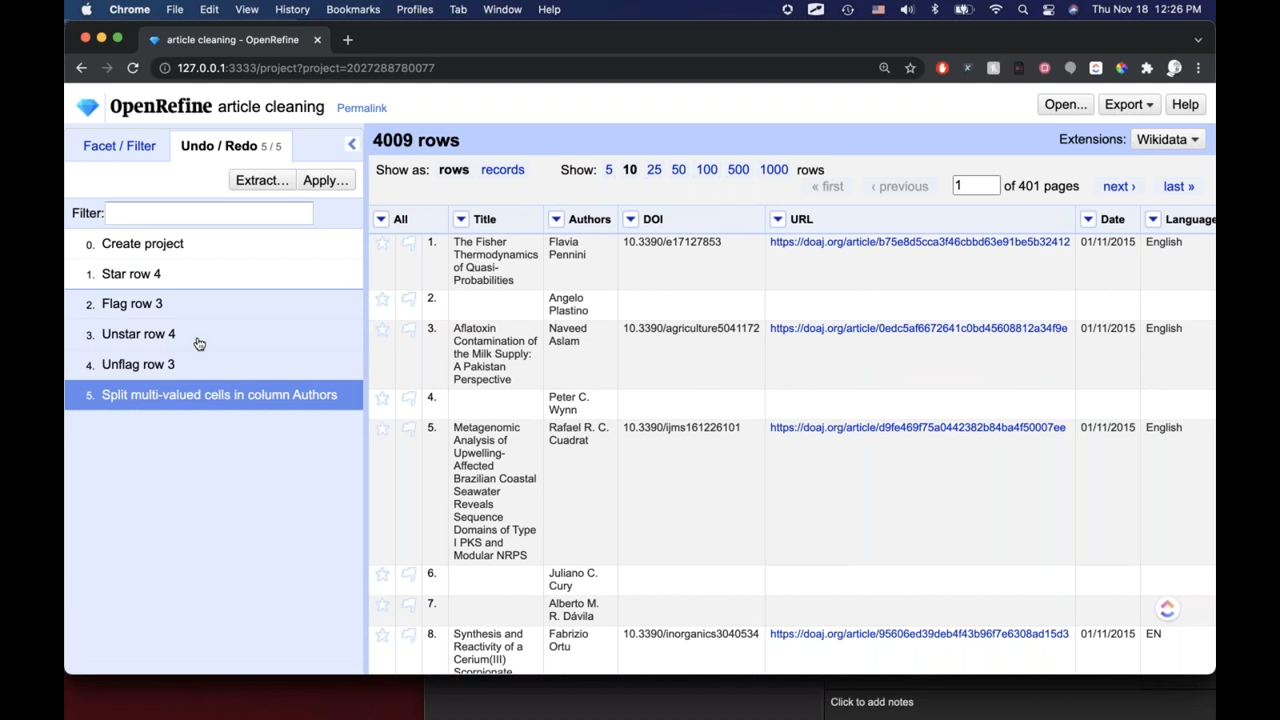 Chrome File Edit View History Bookmarks Profiles Tab Window Help Thu Nov 18 12:26 PM
article cleaning - OpenRefine
127.0.0.1:3333/project?project=2027288780077
OpenRefine article cleaning Permalink Open... Export Help
Facet / Filter Undo / Redo 5 / 5
4009 rows Extensions: Wikidata
Extract... Apply...
Show as: rows records Show: 5 10 25 50 100 500 1000 rows
« first ‹ previous 1 of 401 pages next › last »
Filter:
0. Create project
1. Star row 4
2. Flag row 3
3. Unstar row 4
4. Unflag row 3
5. Split multi-valued cells in column Authors
All Title Authors DOI URL Date Language
1. The Fisher Flavia 10.3390/e17127853 https://doaj.org/article/b75e8d5cca3f46cbbd63e91be5b32412 01/11/2015 English
Thermodynamics Pennini
of Quasi-
Probabilities
2. Angelo
Plastino
3. Aflatoxin Naveed 10.3390/agriculture5041172 https://doaj.org/article/0edc5af6672641c0bd45608812a34f9e 01/11/2015 English
Contamination of Aslam
the Milk Supply:
A Pakistan
Perspective
4. Peter C.
Wynn
5. Metagenomic Rafael R. C. 10.3390/ijms161226101 https://doaj.org/article/d9fe469f75a0442382b84ba4f50007ee 01/11/2015 English
Analysis of Cuadrat
Upwelling-
Affected
Brazilian Coastal
Seawater
Reveals
Sequence
Domains of Type
I PKS and
Modular NRPS
6. Juliano C.
Cury
7. Alberto M.
R. Dávila
8. Synthesis and Fabrizio 10.3390/inorganics3040534 https://doaj.org/article/95606ed39deb4f43b96f7e6308ad15d3 01/11/2015 EN
Reactivity of a Ortu
Cerium(III)
Scorpionate
Click to add notes